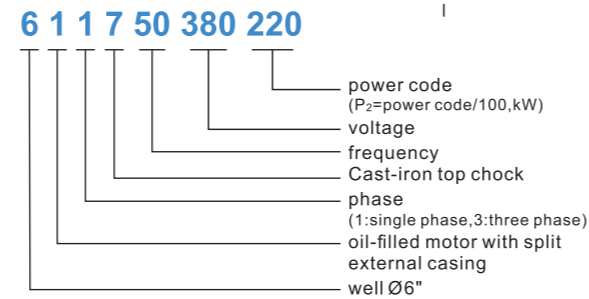 6 1 1 7 50 380 220
power code
(P₂=power code/100,kW)
voltage
frequency
Cast-iron top chock
phase
(1:single phase,3:three phase)
oil-filled motor with split
external casing
well Ø6"